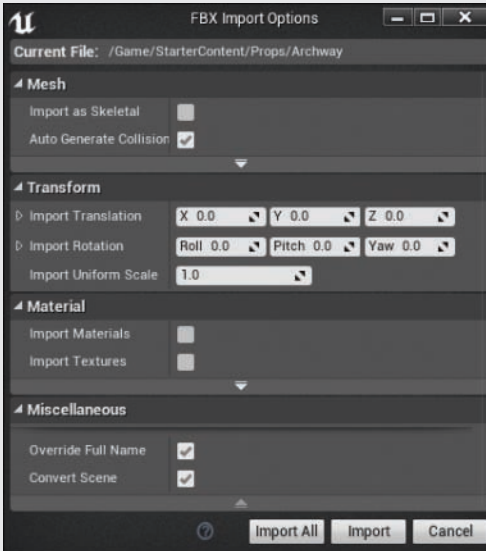 FBX Import Options
Current File: /Game/StarterContent/Props/Archway
Mesh
Import as Skeletal
Auto Generate Collision
Transform
Import Translation X 0.0 Y 0.0 Z 0.0
Import Rotation Roll 0.0 Pitch 0.0 Yaw 0.0
Import Uniform Scale 1.0
Material
Import Materials
Import Textures
Miscellaneous
Override Full Name
Convert Scene
? Import All Import Cancel